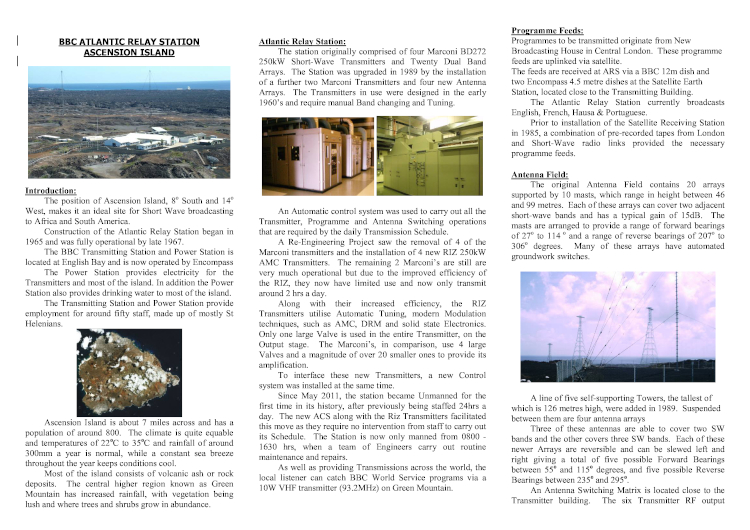 BBC ATLANTIC RELAY STATION
ASCENSION ISLAND
Introduction:
The position of Ascension Island, 8º South and 14º
West, makes it an ideal site for Short Wave broadcasting
to Africa and South America.
Construction of the Atlantic Relay Station began in
1965 and was fully operational by late 1967.
The BBC Transmitting Station and Power Station is
located at English Bay and is now operated by Encompass
The Power Station provides electricity for the
Transmitters and most of the island. In addition the Power
Station also provides drinking water to most of the island.
The Transmitting Station and Power Station provide
employment for around fifty staff, made up of mostly St
Helenians.
Ascension Island is about 7 miles across and has a
population of around 800. The climate is quite equable
and temperatures of 22ºC to 35ºC and rainfall of around
300mm a year is normal, while a constant sea breeze
throughout the year keeps conditions cool.
Most of the island consists of volcanic ash or rock
deposits. The central higher region known as Green
Mountain has increased rainfall, with vegetation being
lush and where trees and shrubs grow in abundance.
Atlantic Relay Station:
The station originally comprised of four Marconi BD272
250kW Short-Wave Transmitters and Twenty Dual Band
Arrays. The Station was upgraded in 1989 by the installation
of a further two Marconi Transmitters and four new Antenna
Arrays. The Transmitters in use were designed in the early
1960's and require manual Band changing and Tuning.
An Automatic control system was used to carry out all the
Transmitter, Programme and Antenna Switching operations
that are required by the daily Transmission Schedule.
A Re-Engineering Project saw the removal of 4 of the
Marconi transmitters and the installation of 4 new RIZ 250kW
AMC Transmitters. The remaining 2 Marconi's are still are
very much operational but due to the improved efficiency of
the RIZ, they now have limited use and now only transmit
around 2 hrs a day.
Along with their increased efficiency, the RIZ
Transmitters utilise Automatic Tuning, modern Modulation
techniques, such as AMC, DRM and solid state Electronics.
Only one large Valve is used in the entire Transmitter, on the
Output stage. The Marconi's, in comparison, use 4 large
Valves and a magnitude of over 20 smaller ones to provide its
amplification.
To interface these new Transmitters, a new Control
system was installed at the same time.
Since May 2011, the station became Unmanned for the
first time in its history, after previously being staffed 24hrs a
day. The new ACS along with the Riz Transmitters facilitated
this move as they require no intervention from staff to carry out
its Schedule. The Station is now only manned from 0800 -
1630 hrs, when a team of Engineers carry out routine
maintenance and repairs.
As well as providing Transmissions across the world, the
local listener can catch BBC World Service programs via a
10W VHF transmitter (93.2MHz) on Green Mountain.
Programme Feeds:
Programmes to be transmitted originate from New
Broadcasting House in Central London. These programme
feeds are uplinked via satellite.
The feeds are received at ARS via a BBC 12m dish and
two Encompass 4.5 metre dishes at the Satellite Earth
Station, located close to the Transmitting Building.
The Atlantic Relay Station currently broadcasts
English, French, Hausa & Portuguese.
Prior to installation of the Satellite Receiving Station
in 1985, a combination of pre-recorded tapes from London
and Short-Wave radio links provided the necessary
programme feeds.
Antenna Field:
The original Antenna Field contains 20 arrays
supported by 10 masts, which range in height between 46
and 99 metres. Each of these arrays can cover two adjacent
short-wave bands and has a typical gain of 15dB. The
masts are arranged to provide a range of forward bearings
of 27º to 114 º and a range of reverse bearings of 207º to
306º degrees. Many of these arrays have automated
groundwork switches.
A line of five self-supporting Towers, the tallest of
which is 126 metres high, were added in 1989. Suspended
between them are four antenna arrays
Three of these antennas are able to cover two SW
bands and the other covers three SW bands. Each of these
newer Arrays is reversible and can be slewed left and
right giving a total of five possible Forward Bearings
between 55º and 115º degrees, and five possible Reverse
Bearings between 235º and 295º.
An Antenna Switching Matrix is located close to the
Transmitter building. The six Transmitter RF output